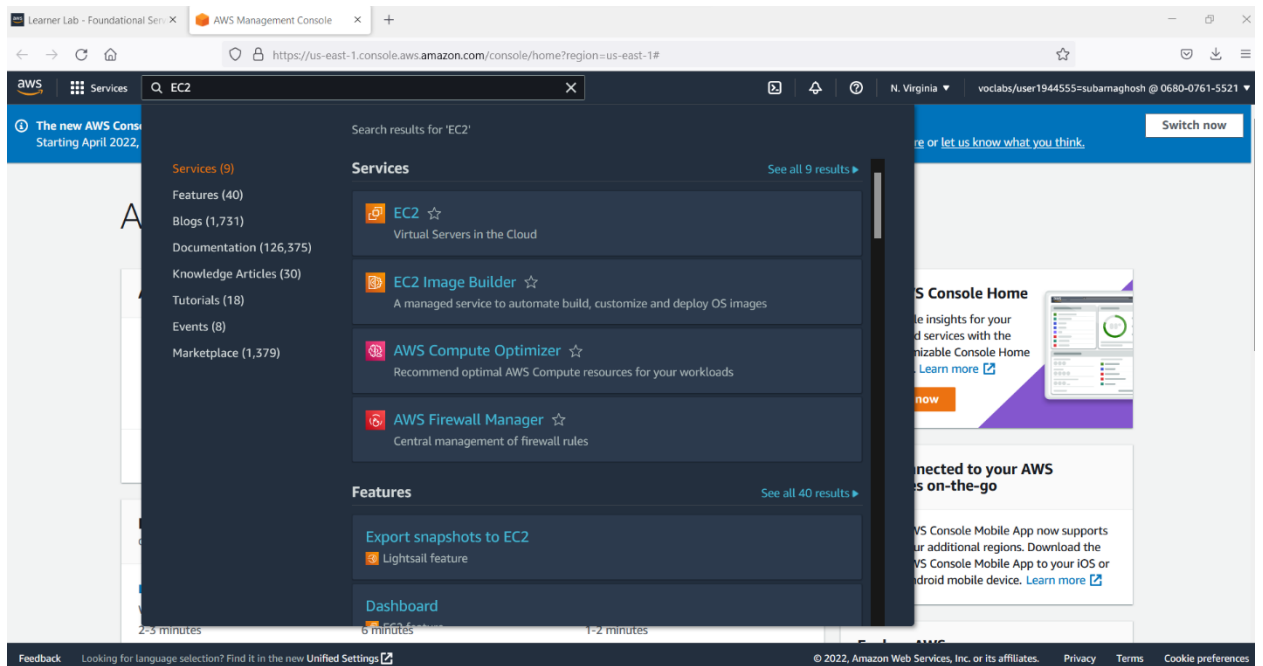 Learner Lab - Foundational Serv
AWS Management Console
https://us-east-1.console.aws.amazon.com/console/home?region=us-east-1#
aws
Services
EC2
N. Virginia
voclabs/user1944555=subarnaghosh @ 0680-0761-5521
The new AWS Conso
Starting April 2022,
re or let us know what you think.
Switch now
Search results for 'EC2'
Services (9)
Features (40)
Blogs (1,731)
Documentation (126,375)
Knowledge Articles (30)
Tutorials (18)
Events (8)
Marketplace (1,379)
Services
See all 9 results
EC2
Virtual Servers in the Cloud
EC2 Image Builder
A managed service to automate build, customize and deploy OS images
AWS Compute Optimizer
Recommend optimal AWS Compute resources for your workloads
AWS Firewall Manager
Central management of firewall rules
Features
See all 40 results
Export snapshots to EC2
Lightsail feature
Dashboard
EC2 feature
A
2-3 minutes
6 minutes
1-2 minutes
'S Console Home
le insights for your
d services with the
nizable Console Home
. Learn more
now
nnected to your AWS
es on-the-go
VS Console Mobile App now supports
ur additional regions. Download the
VS Console Mobile App to your iOS or
ndroid mobile device. Learn more
Feedback
Looking for language selection? Find it in the new Unified Settings
© 2022, Amazon Web Services, Inc. or its affiliates.
Privacy
Terms
Cookie preferences